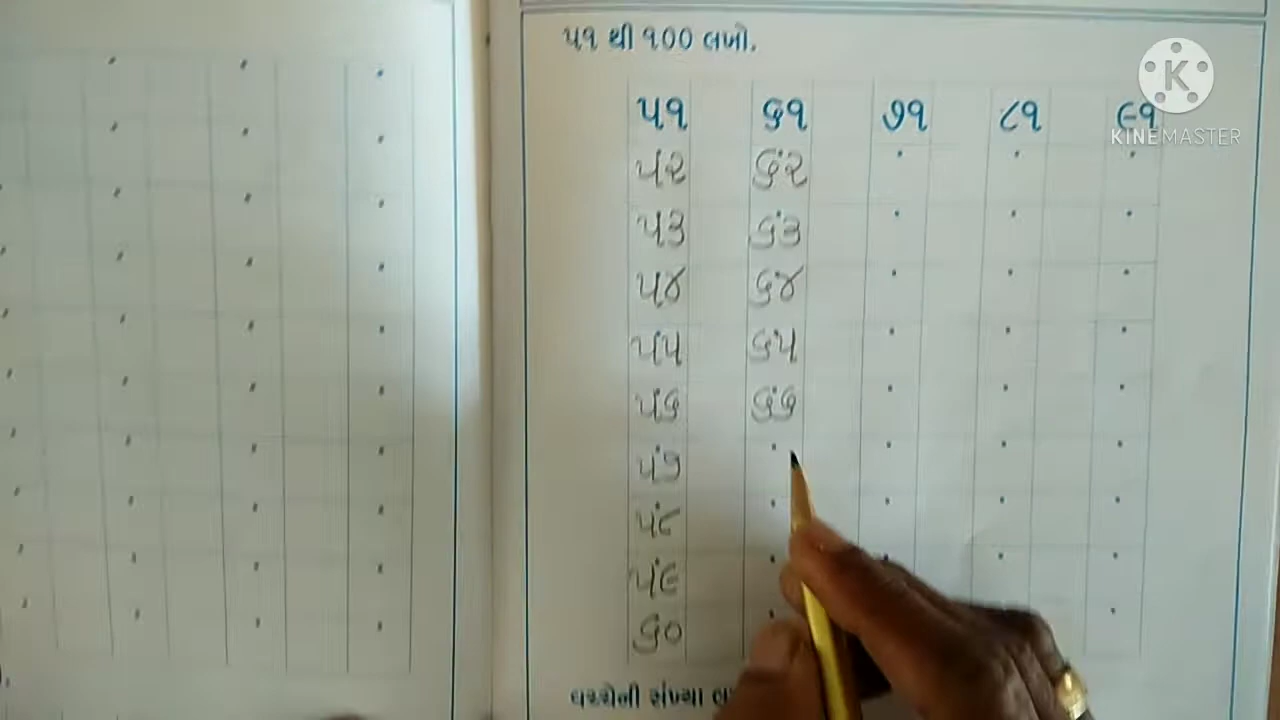 ૫૧ થી ૧૦૦ લખો.
૫૧ ૬૧ ૭૧ ૮૧ ૯૧
KINEMASTER
૫૨ ૬૨
૫૩ ૬૩
૫૪ ૬૪
૫૫ ૬૫
૫૬ ૬૬
૫૭
૫૮
૫૯
૬૦
વચ્ચેની સંખ્યા